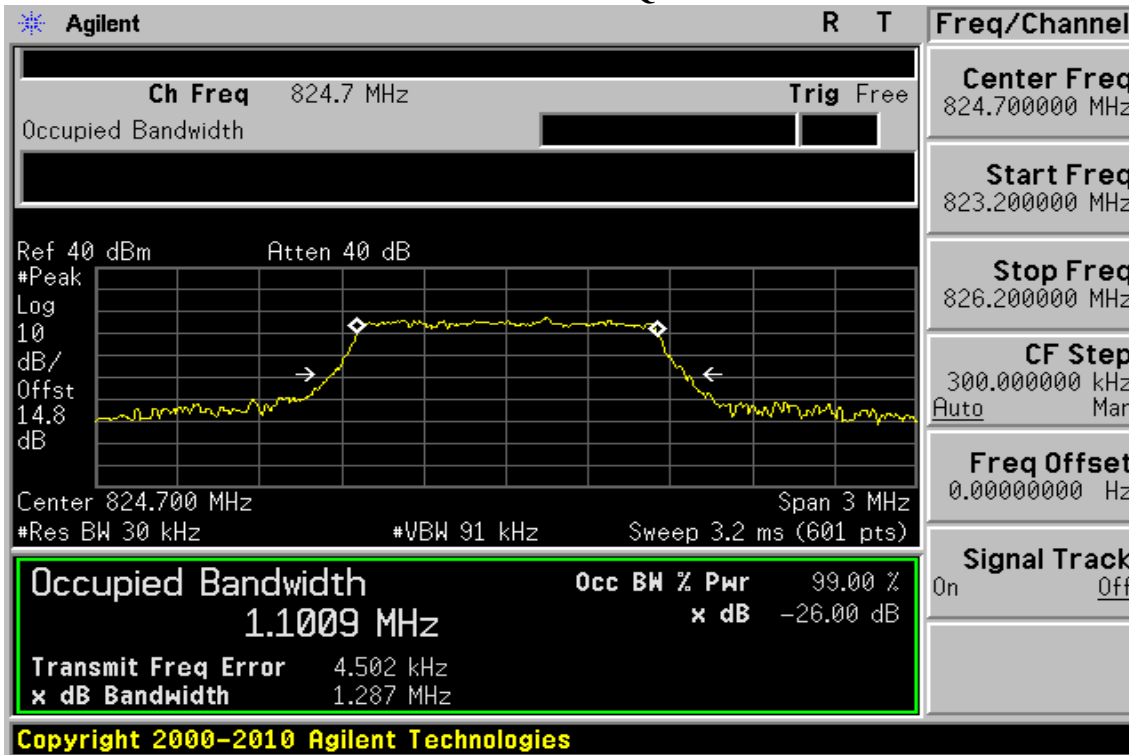 Agilent R T Freq/Channel
Ch Freq 824.7 MHz Trig Free
Occupied Bandwidth
Center Freq
824.700000 MHz
Start Freq
823.200000 MHz
Stop Freq
826.200000 MHz
CF Step
300.000000 kHz
Auto Man
Freq Offset
0.00000000 Hz
Signal Track
On Off
Ref 40 dBm Atten 40 dB
#Peak
Log
10
dB/
Offst
14.8
dB
Center 824.700 MHz Span 3 MHz
#Res BW 30 kHz #VBW 91 kHz Sweep 3.2 ms (601 pts)
Occupied Bandwidth Occ BW % Pwr 99.00 %
1.1009 MHz x dB -26.00 dB
Transmit Freq Error 4.502 kHz
x dB Bandwidth 1.287 MHz
Copyright 2000-2010 Agilent Technologies